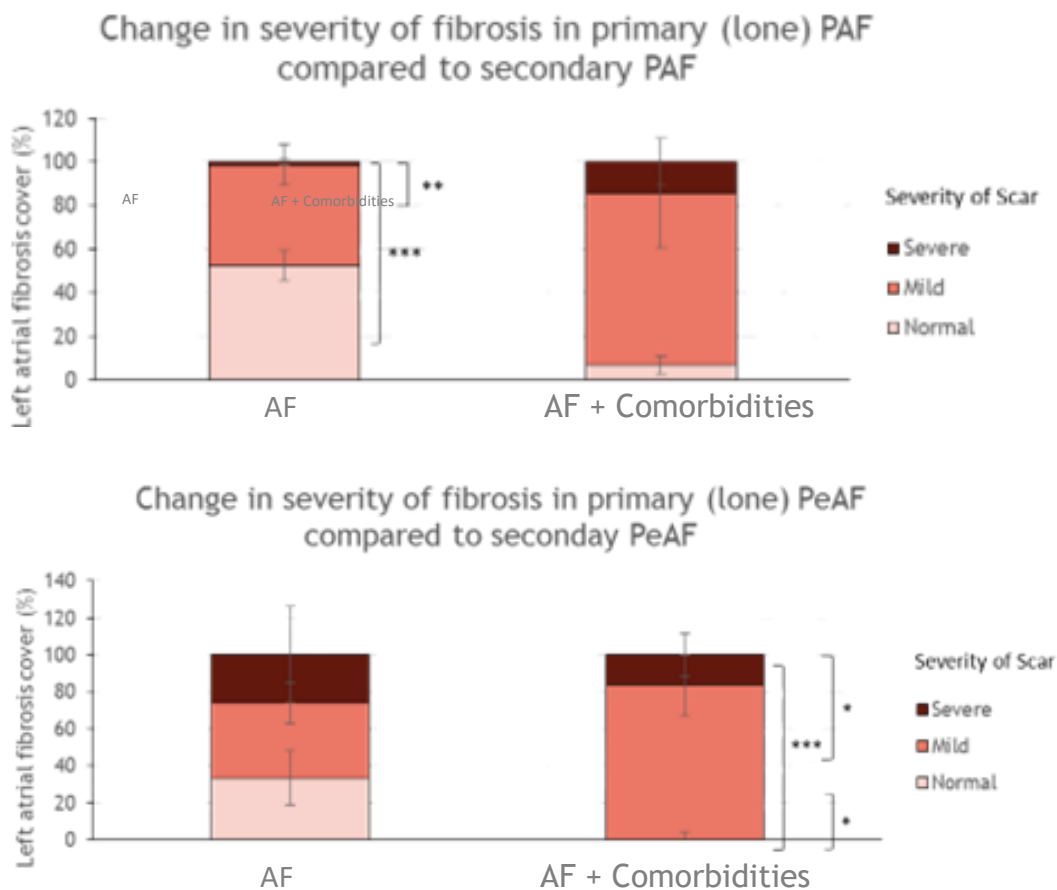 Change in severity of fibrosis in primary (lone) PAF
compared to secondary PAF
Left atrial fibrosis cover (%)
120
100
80
60
40
20
0
AF
AF + Comorbidities
**
***
AF
AF + Comorbidities
Severity of Scar
Severe
Mild
Normal
Change in severity of fibrosis in primary (lone) PeAF
compared to seconday PeAF
Left atrial fibrosis cover (%)
140
120
100
80
60
40
20
0
***
*
*
AF
AF + Comorbidities
Severity of Scar
Severe
Mild
Normal